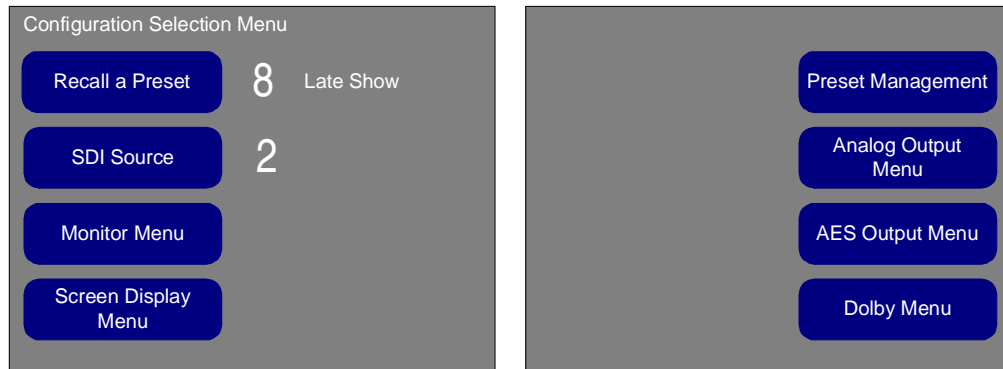 Configuration Selection Menu
Recall a Preset 8 Late Show
SDI Source 2
Monitor Menu
Screen Display
Menu
Preset Management
Analog Output
Menu
AES Output Menu
Dolby Menu